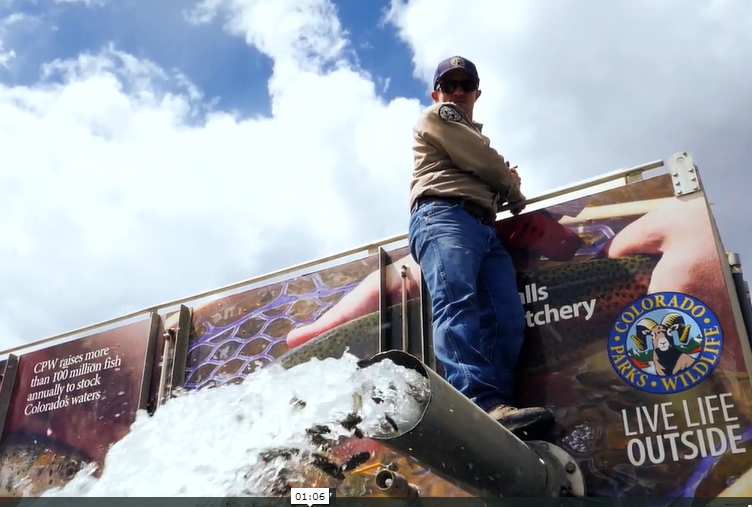 CPW raises more
than 100 million fish
annually to stock
Colorado's waters
alls
tchery
COLORADO
PARKS & WILDLIFE
LIVE LIFE
OUTSIDE
01:06